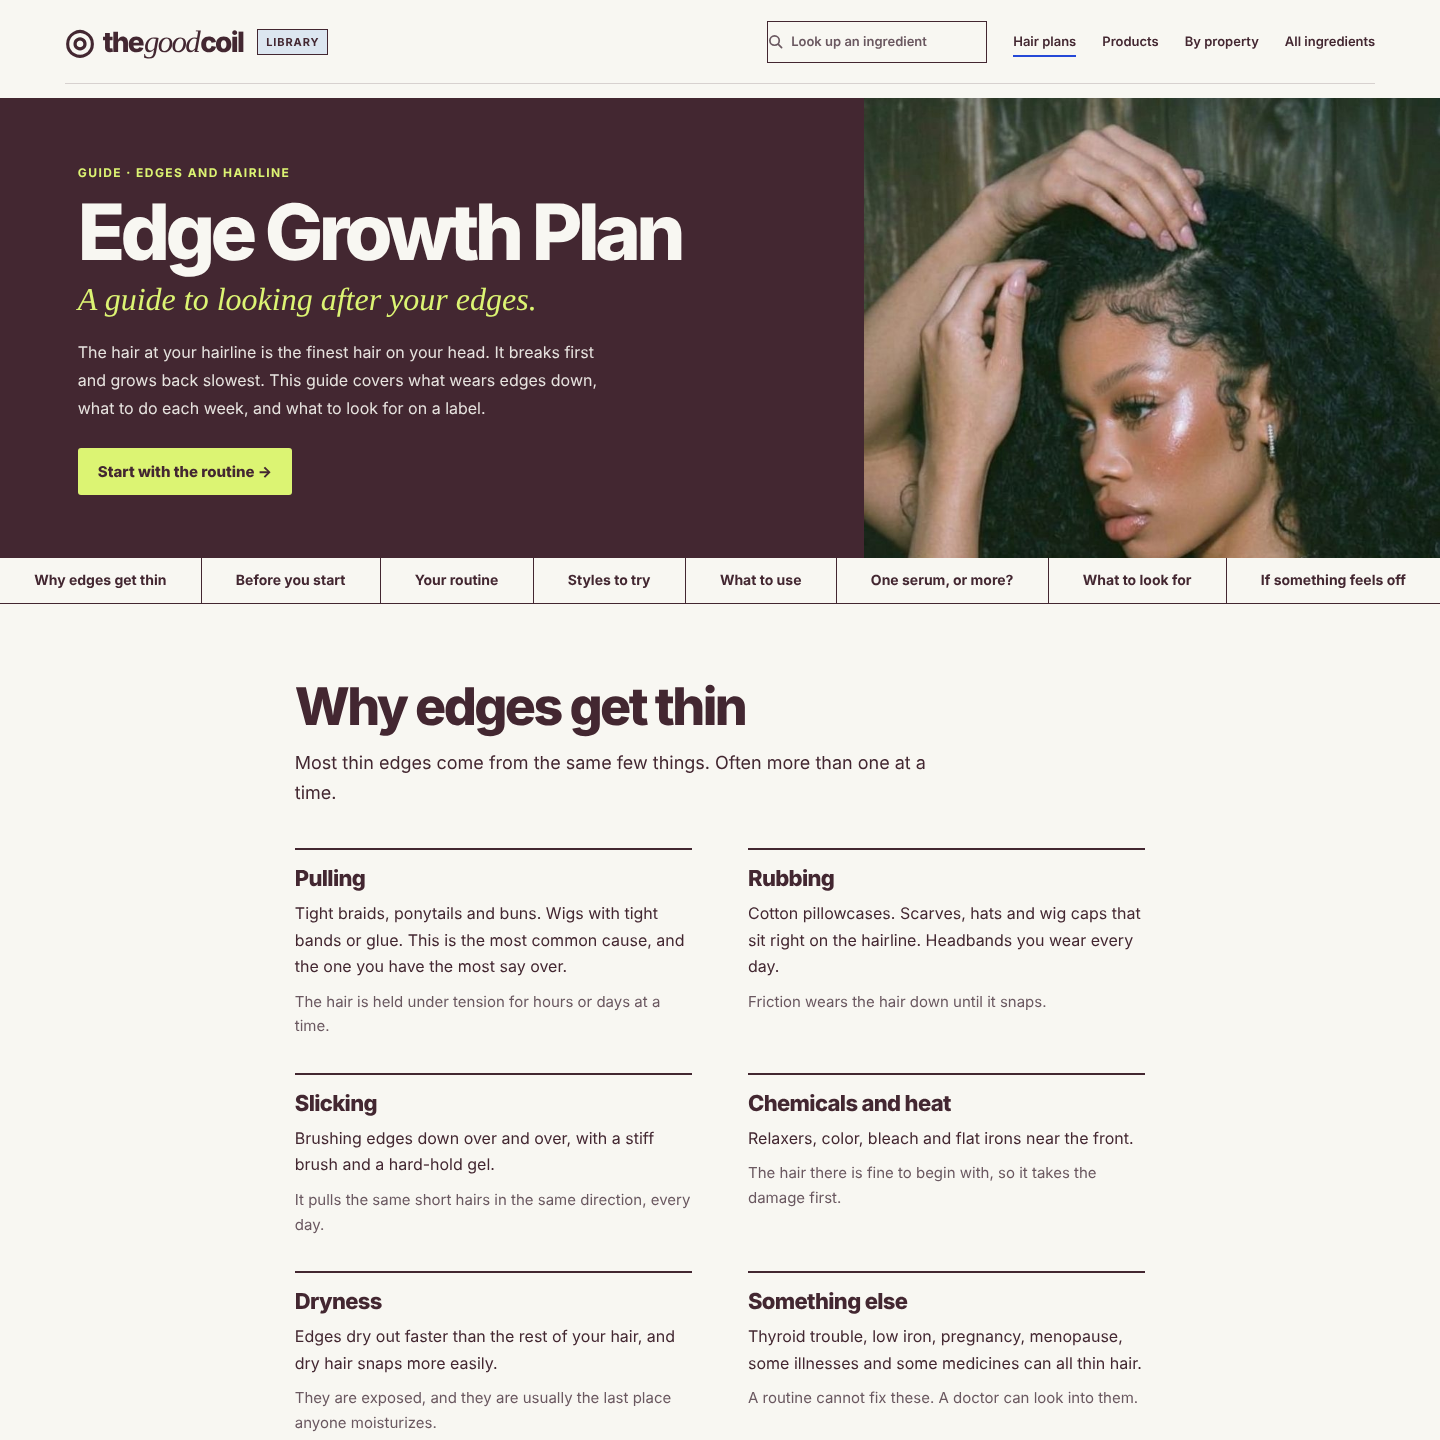 thegoodcoil LIBRARY
Look up an ingredient
Hair plans Products By property All ingredients
GUIDE · EDGES AND HAIRLINE
Edge Growth Plan
A guide to looking after your edges.
The hair at your hairline is the finest hair on your head. It breaks first
and grows back slowest. This guide covers what wears edges down,
what to do each week, and what to look for on a label.
Start with the routine →
Why edges get thin Before you start Your routine Styles to try What to use One serum, or more? What to look for If something feels off
Why edges get thin
Most thin edges come from the same few things. Often more than one at a
time.
Pulling
Tight braids, ponytails and buns. Wigs with tight
bands or glue. This is the most common cause, and
the one you have the most say over.
The hair is held under tension for hours or days at a
time.
Rubbing
Cotton pillowcases. Scarves, hats and wig caps that
sit right on the hairline. Headbands you wear every
day.
Friction wears the hair down until it snaps.
Slicking
Brushing edges down over and over, with a stiff
brush and a hard-hold gel.
It pulls the same short hairs in the same direction, every
day.
Chemicals and heat
Relaxers, color, bleach and flat irons near the front.
The hair there is fine to begin with, so it takes the
damage first.
Dryness
Edges dry out faster than the rest of your hair, and
dry hair snaps more easily.
They are exposed, and they are usually the last place
anyone moisturizes.
Something else
Thyroid trouble, low iron, pregnancy, menopause,
some illnesses and some medicines can all thin hair.
A routine cannot fix these. A doctor can look into them.